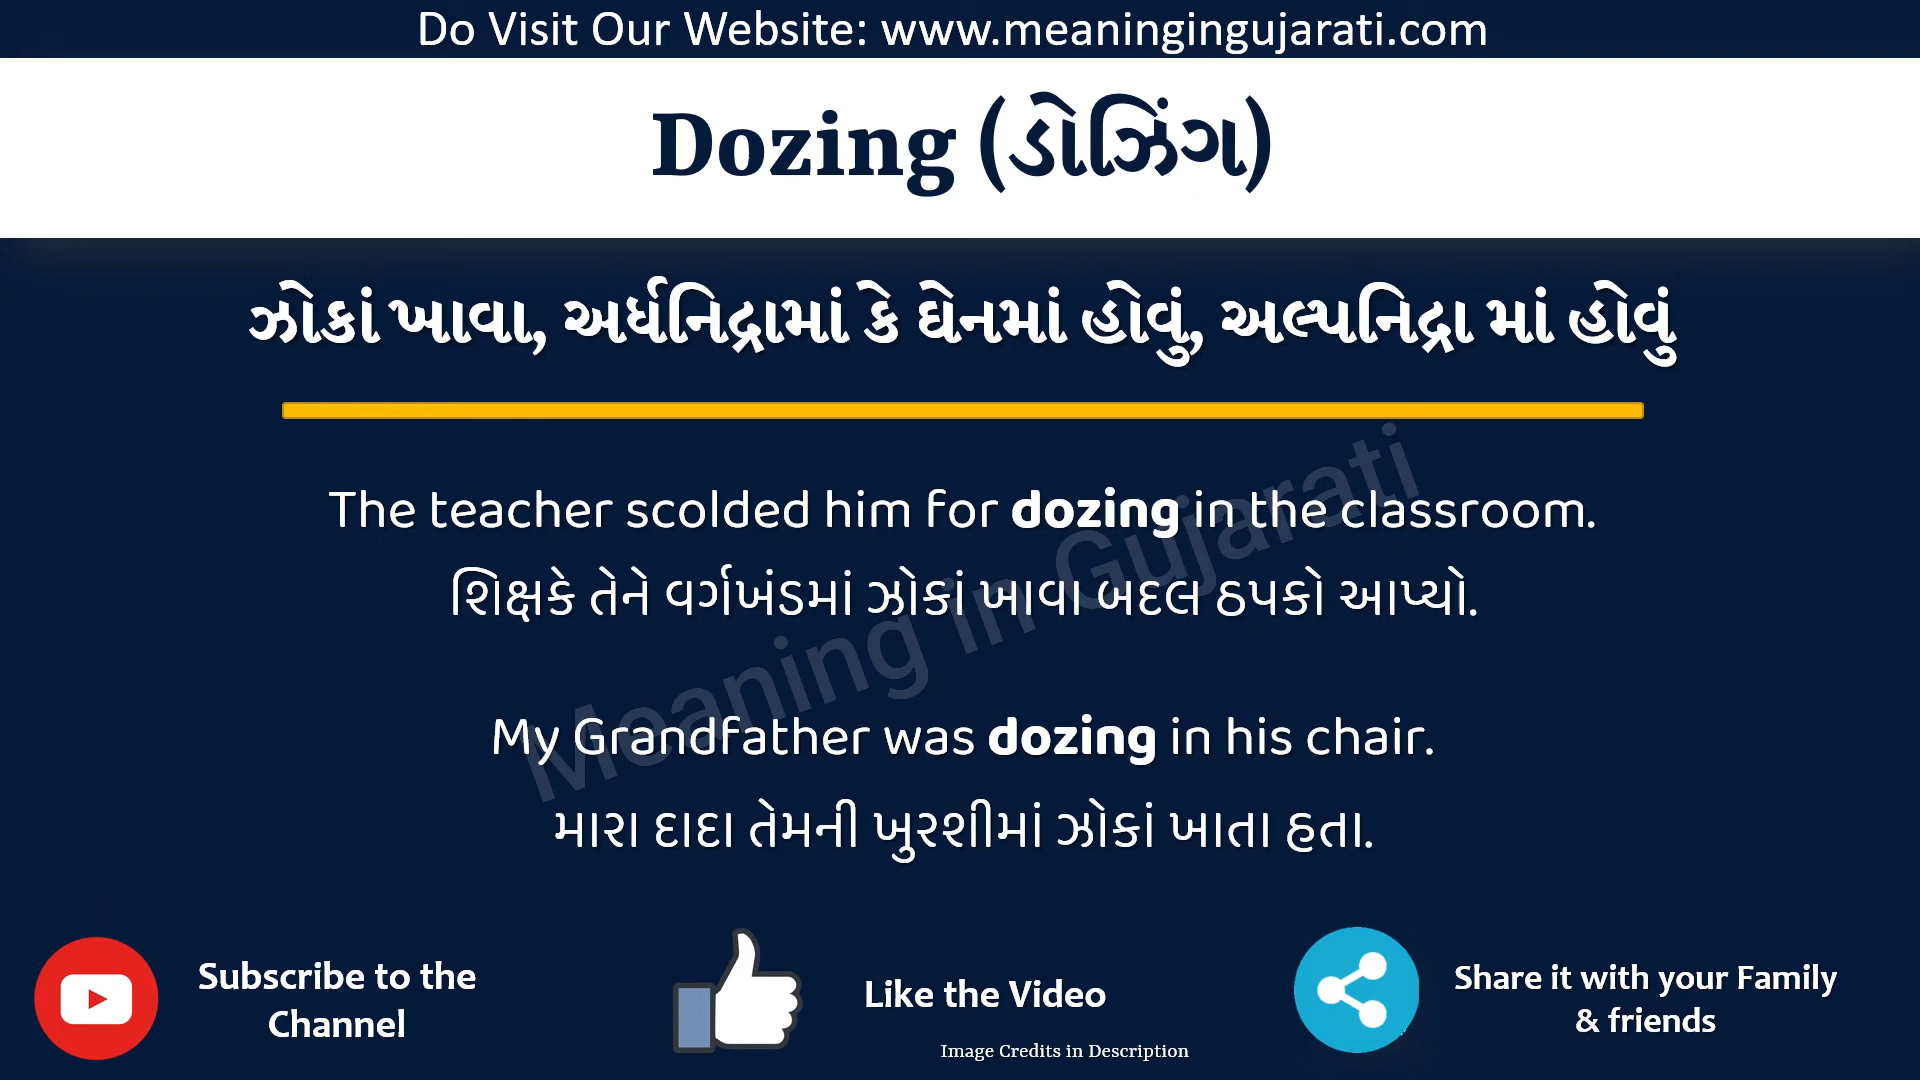 Do Visit Our Website: www.meaningingujarati.com
Dozing (ડોઝિંગ)
ઝોકાં ખાવા, અર્ધનિદ્રામાં કે ઘેનમાં હોવું, અલ્પનિદ્રા માં હોવું
The teacher scolded him for dozing in the classroom.
શિક્ષકે તેને વર્ગખંડમાં ઝોકાં ખાવા બદલ ઠપકો આપ્યો.
Meaning in Gujarati
My Grandfather was dozing in his chair.
મારા દાદા તેમની ખુરશીમાં ઝોકાં ખાતા હતા.
Subscribe to the
Channel
Like the Video
Share it with your Family
& friends
Image Credits in Description